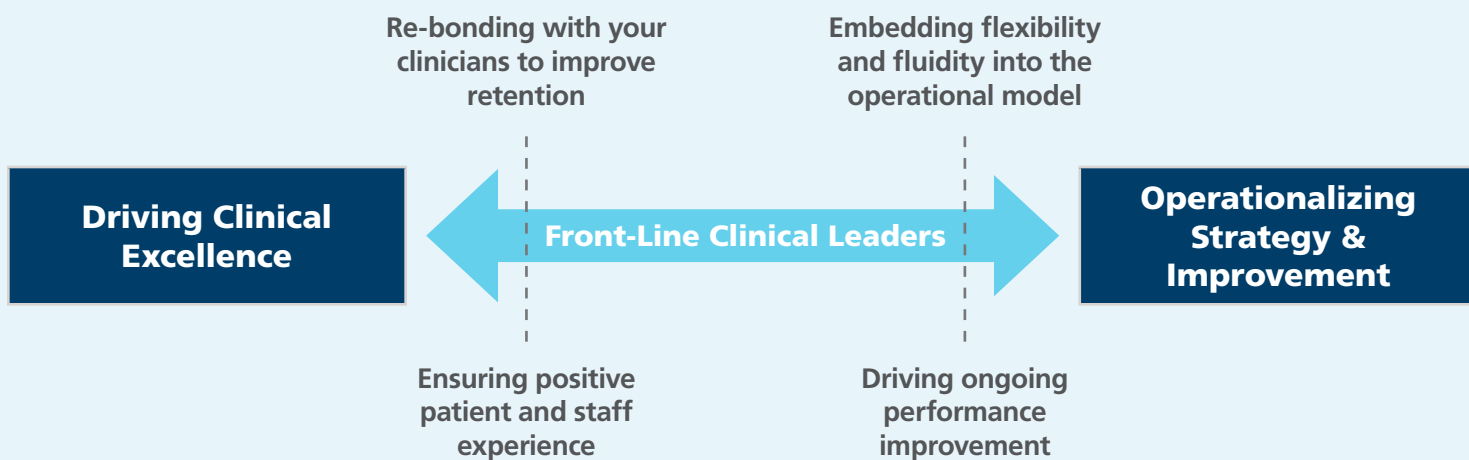 Re-bonding with your
clinicians to improve
retention
Embedding flexibility
and fluidity into the
operational model
Driving Clinical
Excellence
Front-Line Clinical Leaders
Operationalizing
Strategy &
Improvement
Ensuring positive
patient and staff
experience
Driving ongoing
performance
improvement